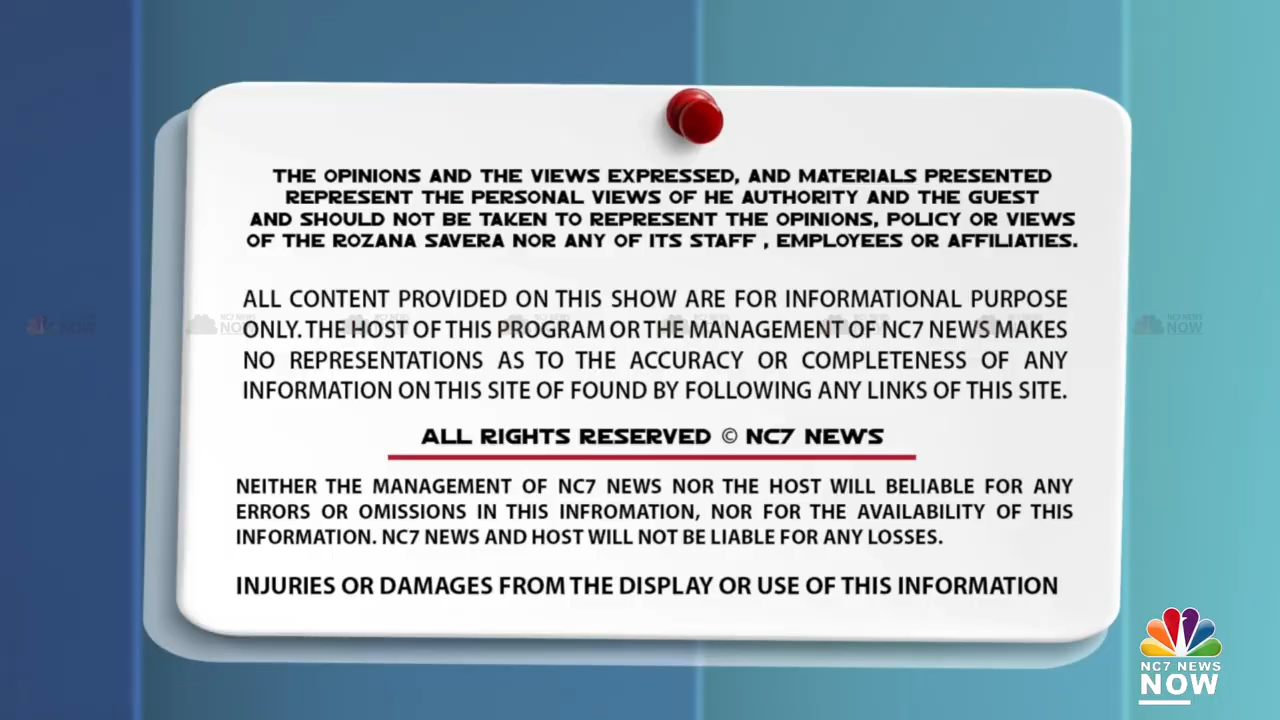 THE OPINIONS AND THE VIEWS EXPRESSED, AND MATERIALS PRESENTED
REPRESENT THE PERSONAL VIEWS OF HE AUTHORITY AND THE GUEST
AND SHOULD NOT BE TAKEN TO REPRESENT THE OPINIONS, POLICY OR VIEWS
OF THE ROZANA SAVERA NOR ANY OF ITS STAFF , EMPLOYEES OR AFFILIATIES.
ALL CONTENT PROVIDED ON THIS SHOW ARE FOR INFORMATIONAL PURPOSE
ONLY. THE HOST OF THIS PROGRAM OR THE MANAGEMENT OF NC7 NEWS MAKES
NO REPRESENTATIONS AS TO THE ACCURACY OR COMPLETENESS OF ANY
INFORMATION ON THIS SITE OF FOUND BY FOLLOWING ANY LINKS OF THIS SITE.
ALL RIGHTS RESERVED © NC7 NEWS
NEITHER THE MANAGEMENT OF NC7 NEWS NOR THE HOST WILL BELIABLE FOR ANY
ERRORS OR OMISSIONS IN THIS INFROMATION, NOR FOR THE AVAILABILITY OF THIS
INFORMATION. NC7 NEWS AND HOST WILL NOT BE LIABLE FOR ANY LOSSES.
INJURIES OR DAMAGES FROM THE DISPLAY OR USE OF THIS INFORMATION
NC7 NEWS
NOW